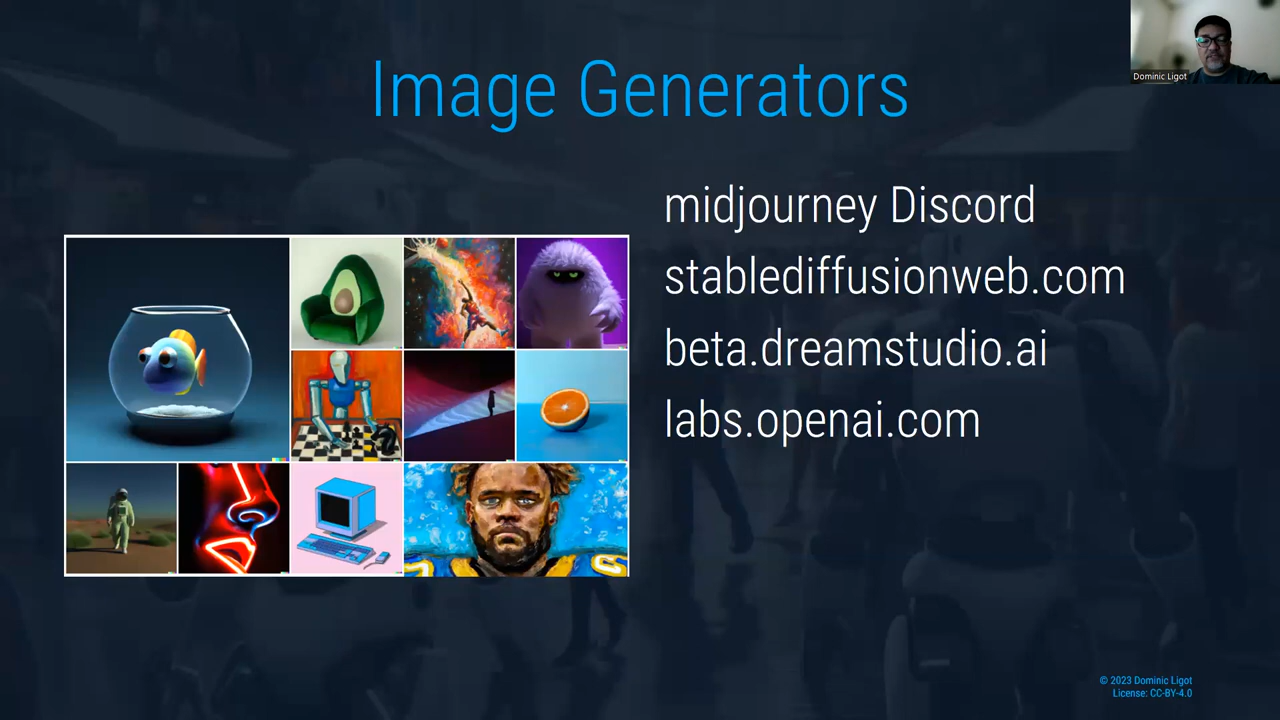 Dominic Ligot
Image Generators
midjourney Discord
stablediffusionweb.com
beta.dreamstudio.ai
labs.openai.com
© 2023 Dominic Ligot
License: CC-BY-4.0